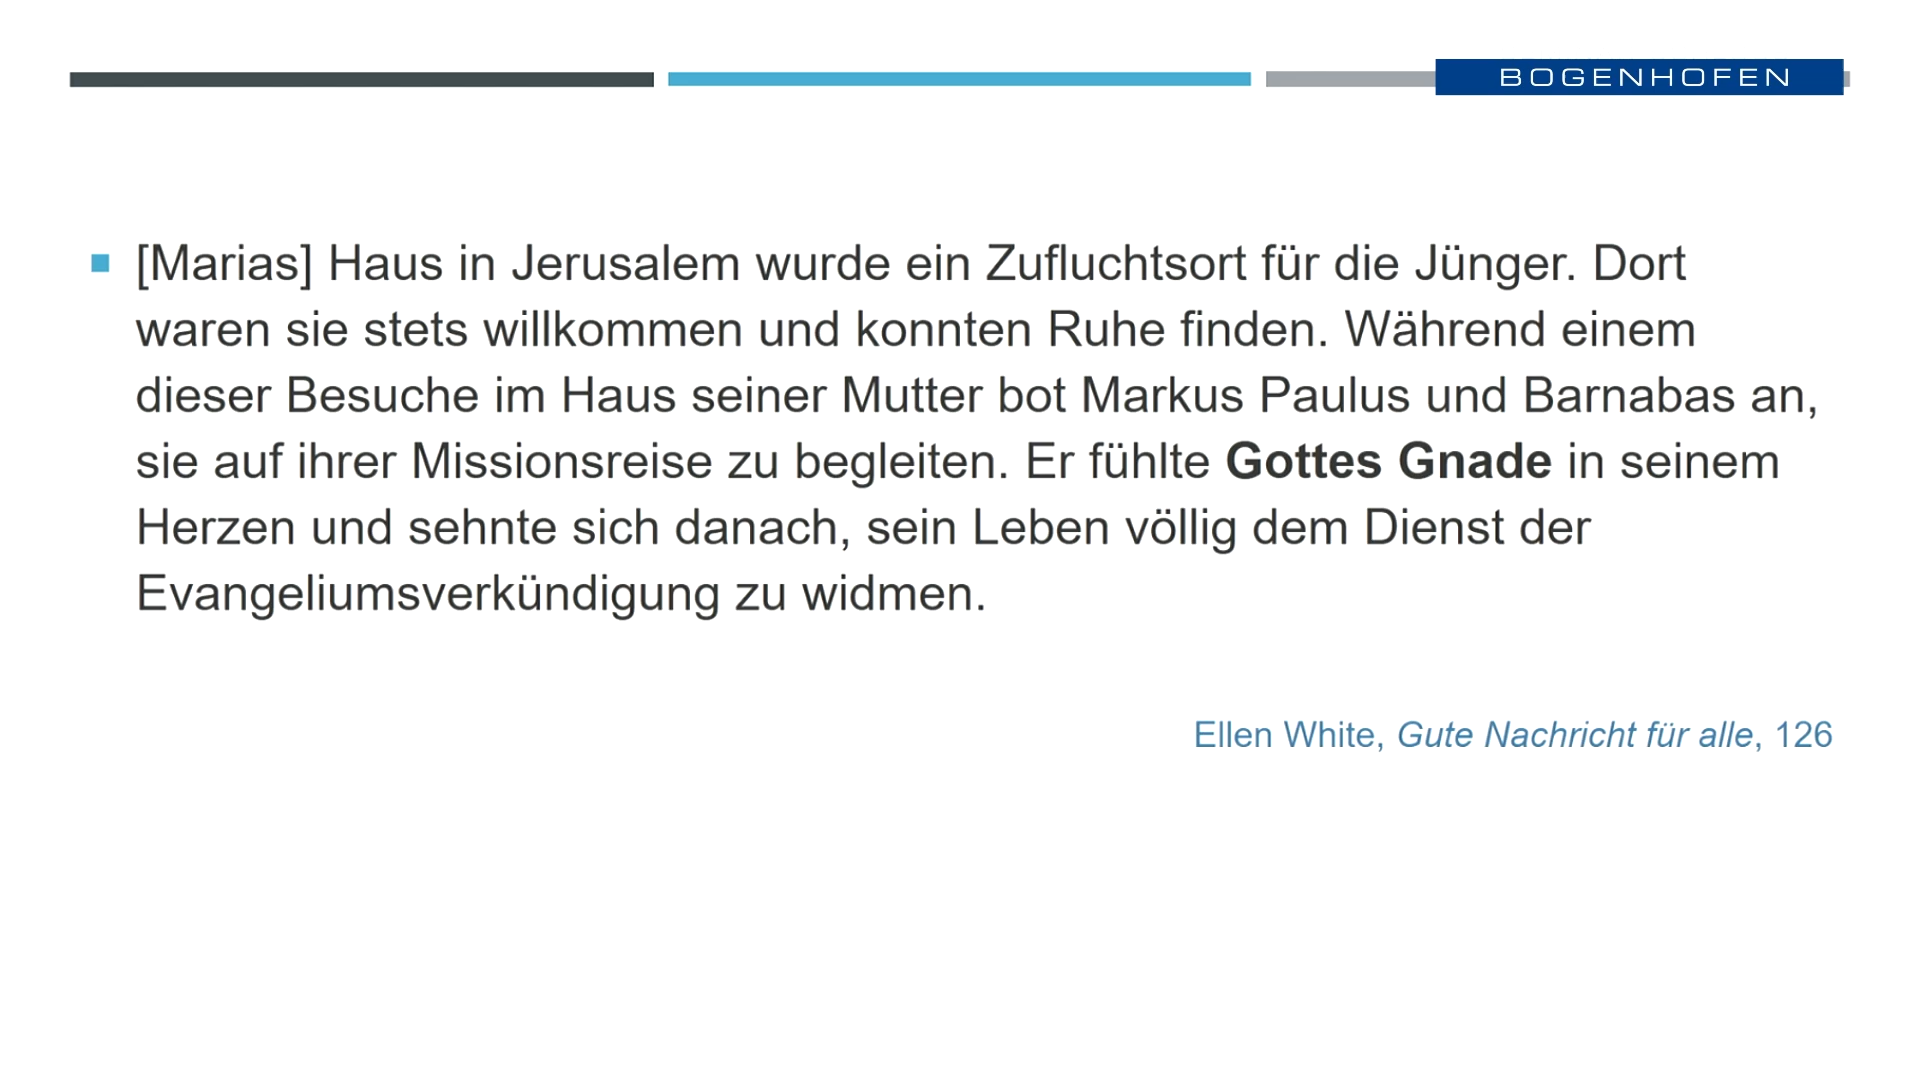 BOGENHOFEN
[Marias] Haus in Jerusalem wurde ein Zufluchtsort für die Jünger. Dort
waren sie stets willkommen und konnten Ruhe finden. Während einem
dieser Besuche im Haus seiner Mutter bot Markus Paulus und Barnabas an,
sie auf ihrer Missionsreise zu begleiten. Er fühlte Gottes Gnade in seinem
Herzen und sehnte sich danach, sein Leben völlig dem Dienst der
Evangeliumsverkündigung zu widmen.
Ellen White, Gute Nachricht für alle, 126